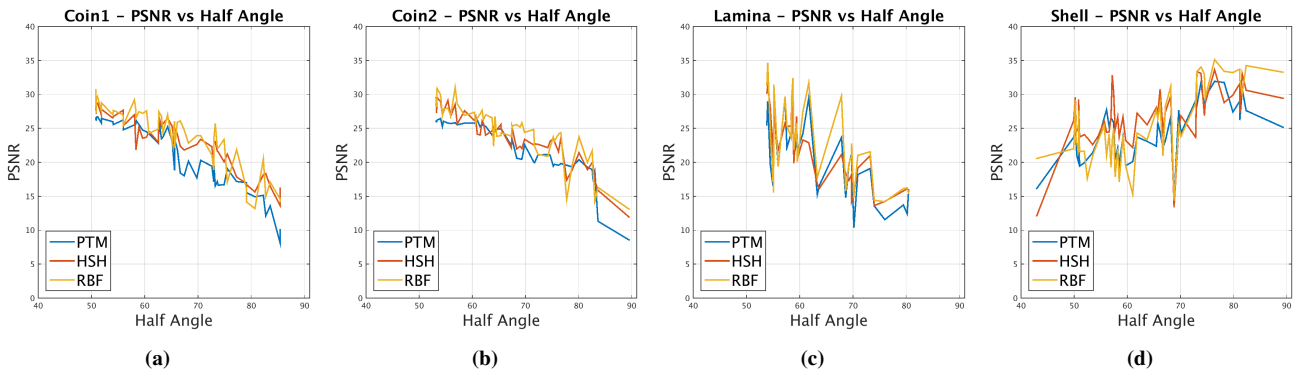 Coin1 – PSNR vs Half Angle
PSNR
40
35
30
25
20
15
10
5
0
40 50 60 70 80 90
Half Angle
PTM
HSH
RBF
(a)
Coin2 – PSNR vs Half Angle
PSNR
40
35
30
25
20
15
10
5
0
40 50 60 70 80 90
Half Angle
PTM
HSH
RBF
(b)
Lamina – PSNR vs Half Angle
PSNR
40
35
30
25
20
15
10
5
0
40 50 60 70 80 90
Half Angle
PTM
HSH
RBF
(c)
Shell – PSNR vs Half Angle
PSNR
40
35
30
25
20
15
10
5
0
40 50 60 70 80 90
Half Angle
PTM
HSH
RBF
(d)